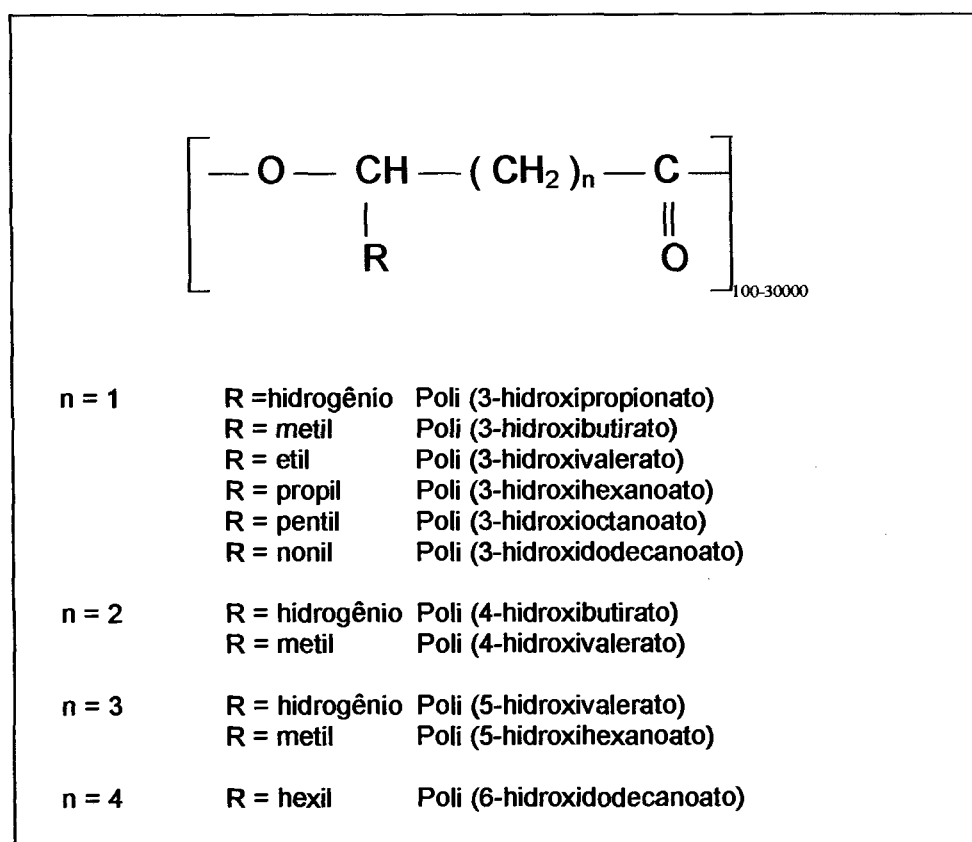 — O — CH — ( CH₂ )ₙ — C —
R O 100-30000
n = 1 R =hidrogênio Poli (3-hidroxipropionato)
R = metil Poli (3-hidroxibutirato)
R = etil Poli (3-hidroxivalerato)
R = propil Poli (3-hidroxihexanoato)
R = pentil Poli (3-hidroxioctanoato)
R = nonil Poli (3-hidroxidodecanoato)
n = 2 R = hidrogênio Poli (4-hidroxibutirato)
R = metil Poli (4-hidroxivalerato)
n = 3 R = hidrogênio Poli (5-hidroxivalerato)
R = metil Poli (5-hidroxihexanoato)
n = 4 R = hexil Poli (6-hidroxidodecanoato)